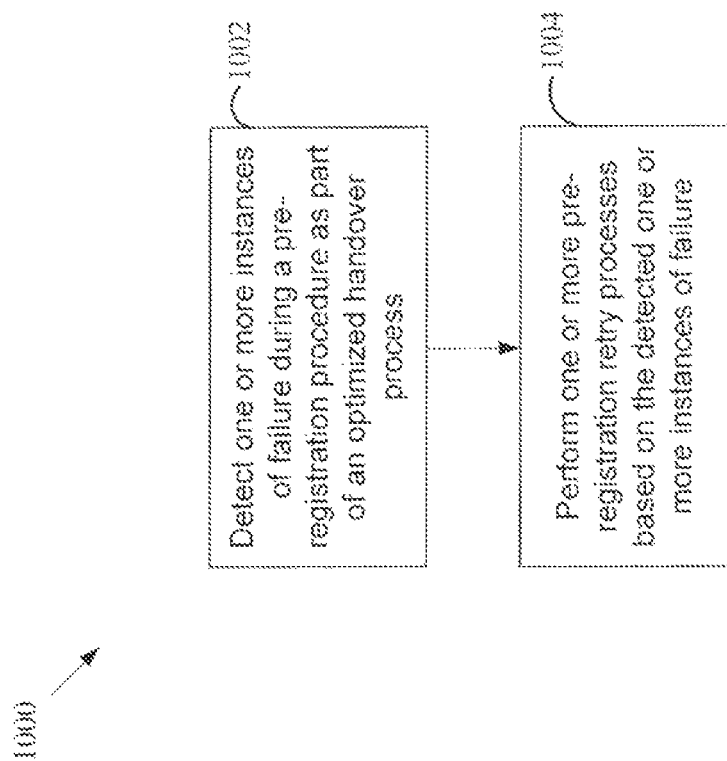 1000
1002
Detect one or more instances
of failure during a pre-
registration procedure as part
of an optimized handover
process
1004
Perform one or more pre-
registration retry processes
based on the detected one or
more instances of failure